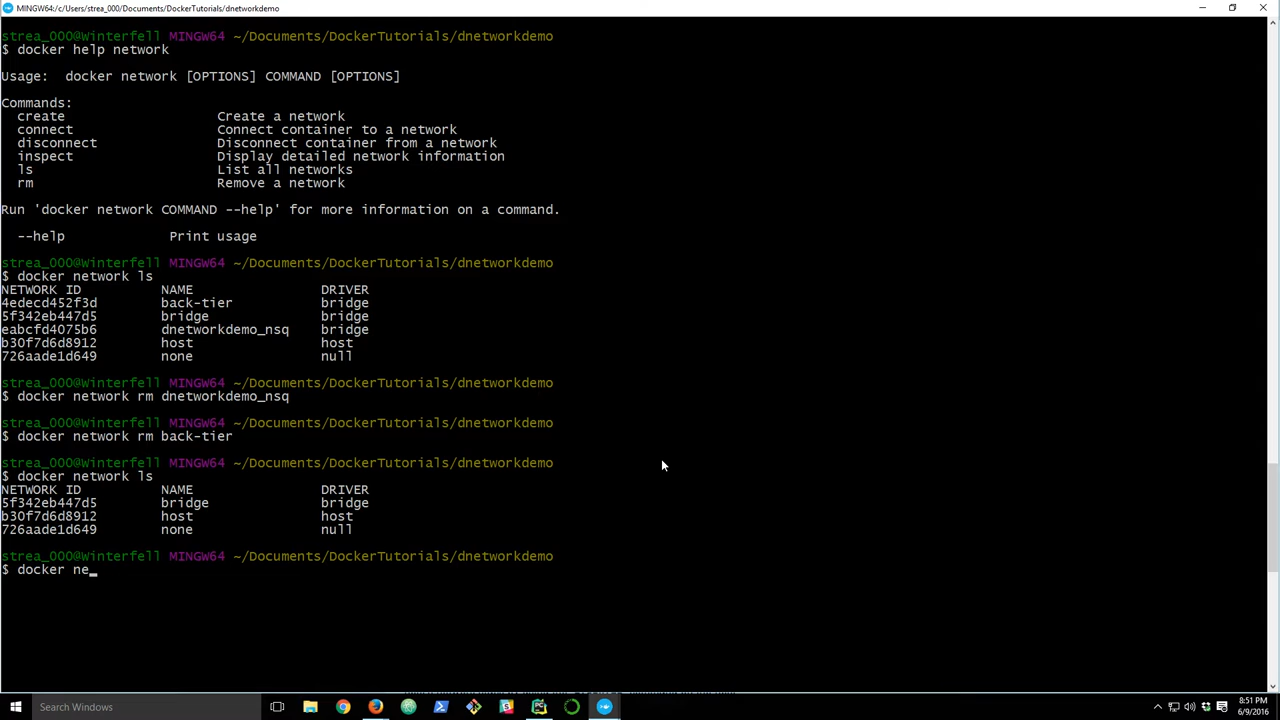 MINGW64:/c/Users/strea_000/Documents/DockerTutorials/dnetworkdemo
strea_000@Winterfell MINGW64 ~/Documents/DockerTutorials/dnetworkdemo
$ docker help network
Usage:  docker network [OPTIONS] COMMAND [OPTIONS]
Commands:
  create                   Create a network
  connect                  Connect container to a network
  disconnect               Disconnect container from a network
  inspect                  Display detailed network information
  ls                       List all networks
  rm                       Remove a network
Run 'docker network COMMAND --help' for more information on a command.
  --help             Print usage
strea_000@Winterfell MINGW64 ~/Documents/DockerTutorials/dnetworkdemo
$ docker network ls
NETWORK ID          NAME                DRIVER
4edecd452f3d        back-tier           bridge
5f342eb447d5        bridge              bridge
eabcfd4075b6        dnetworkdemo_nsq    bridge
b30f7d6d8912        host                host
726aade1d649        none                null
strea_000@Winterfell MINGW64 ~/Documents/DockerTutorials/dnetworkdemo
$ docker network rm dnetworkdemo_nsq
strea_000@Winterfell MINGW64 ~/Documents/DockerTutorials/dnetworkdemo
$ docker network rm back-tier
strea_000@Winterfell MINGW64 ~/Documents/DockerTutorials/dnetworkdemo
$ docker network ls
NETWORK ID          NAME                DRIVER
5f342eb447d5        bridge              bridge
b30f7d6d8912        host                host
726aade1d649        none                null
strea_000@Winterfell MINGW64 ~/Documents/DockerTutorials/dnetworkdemo
$ docker ne_
Search Windows
8:51 PM
6/9/2016